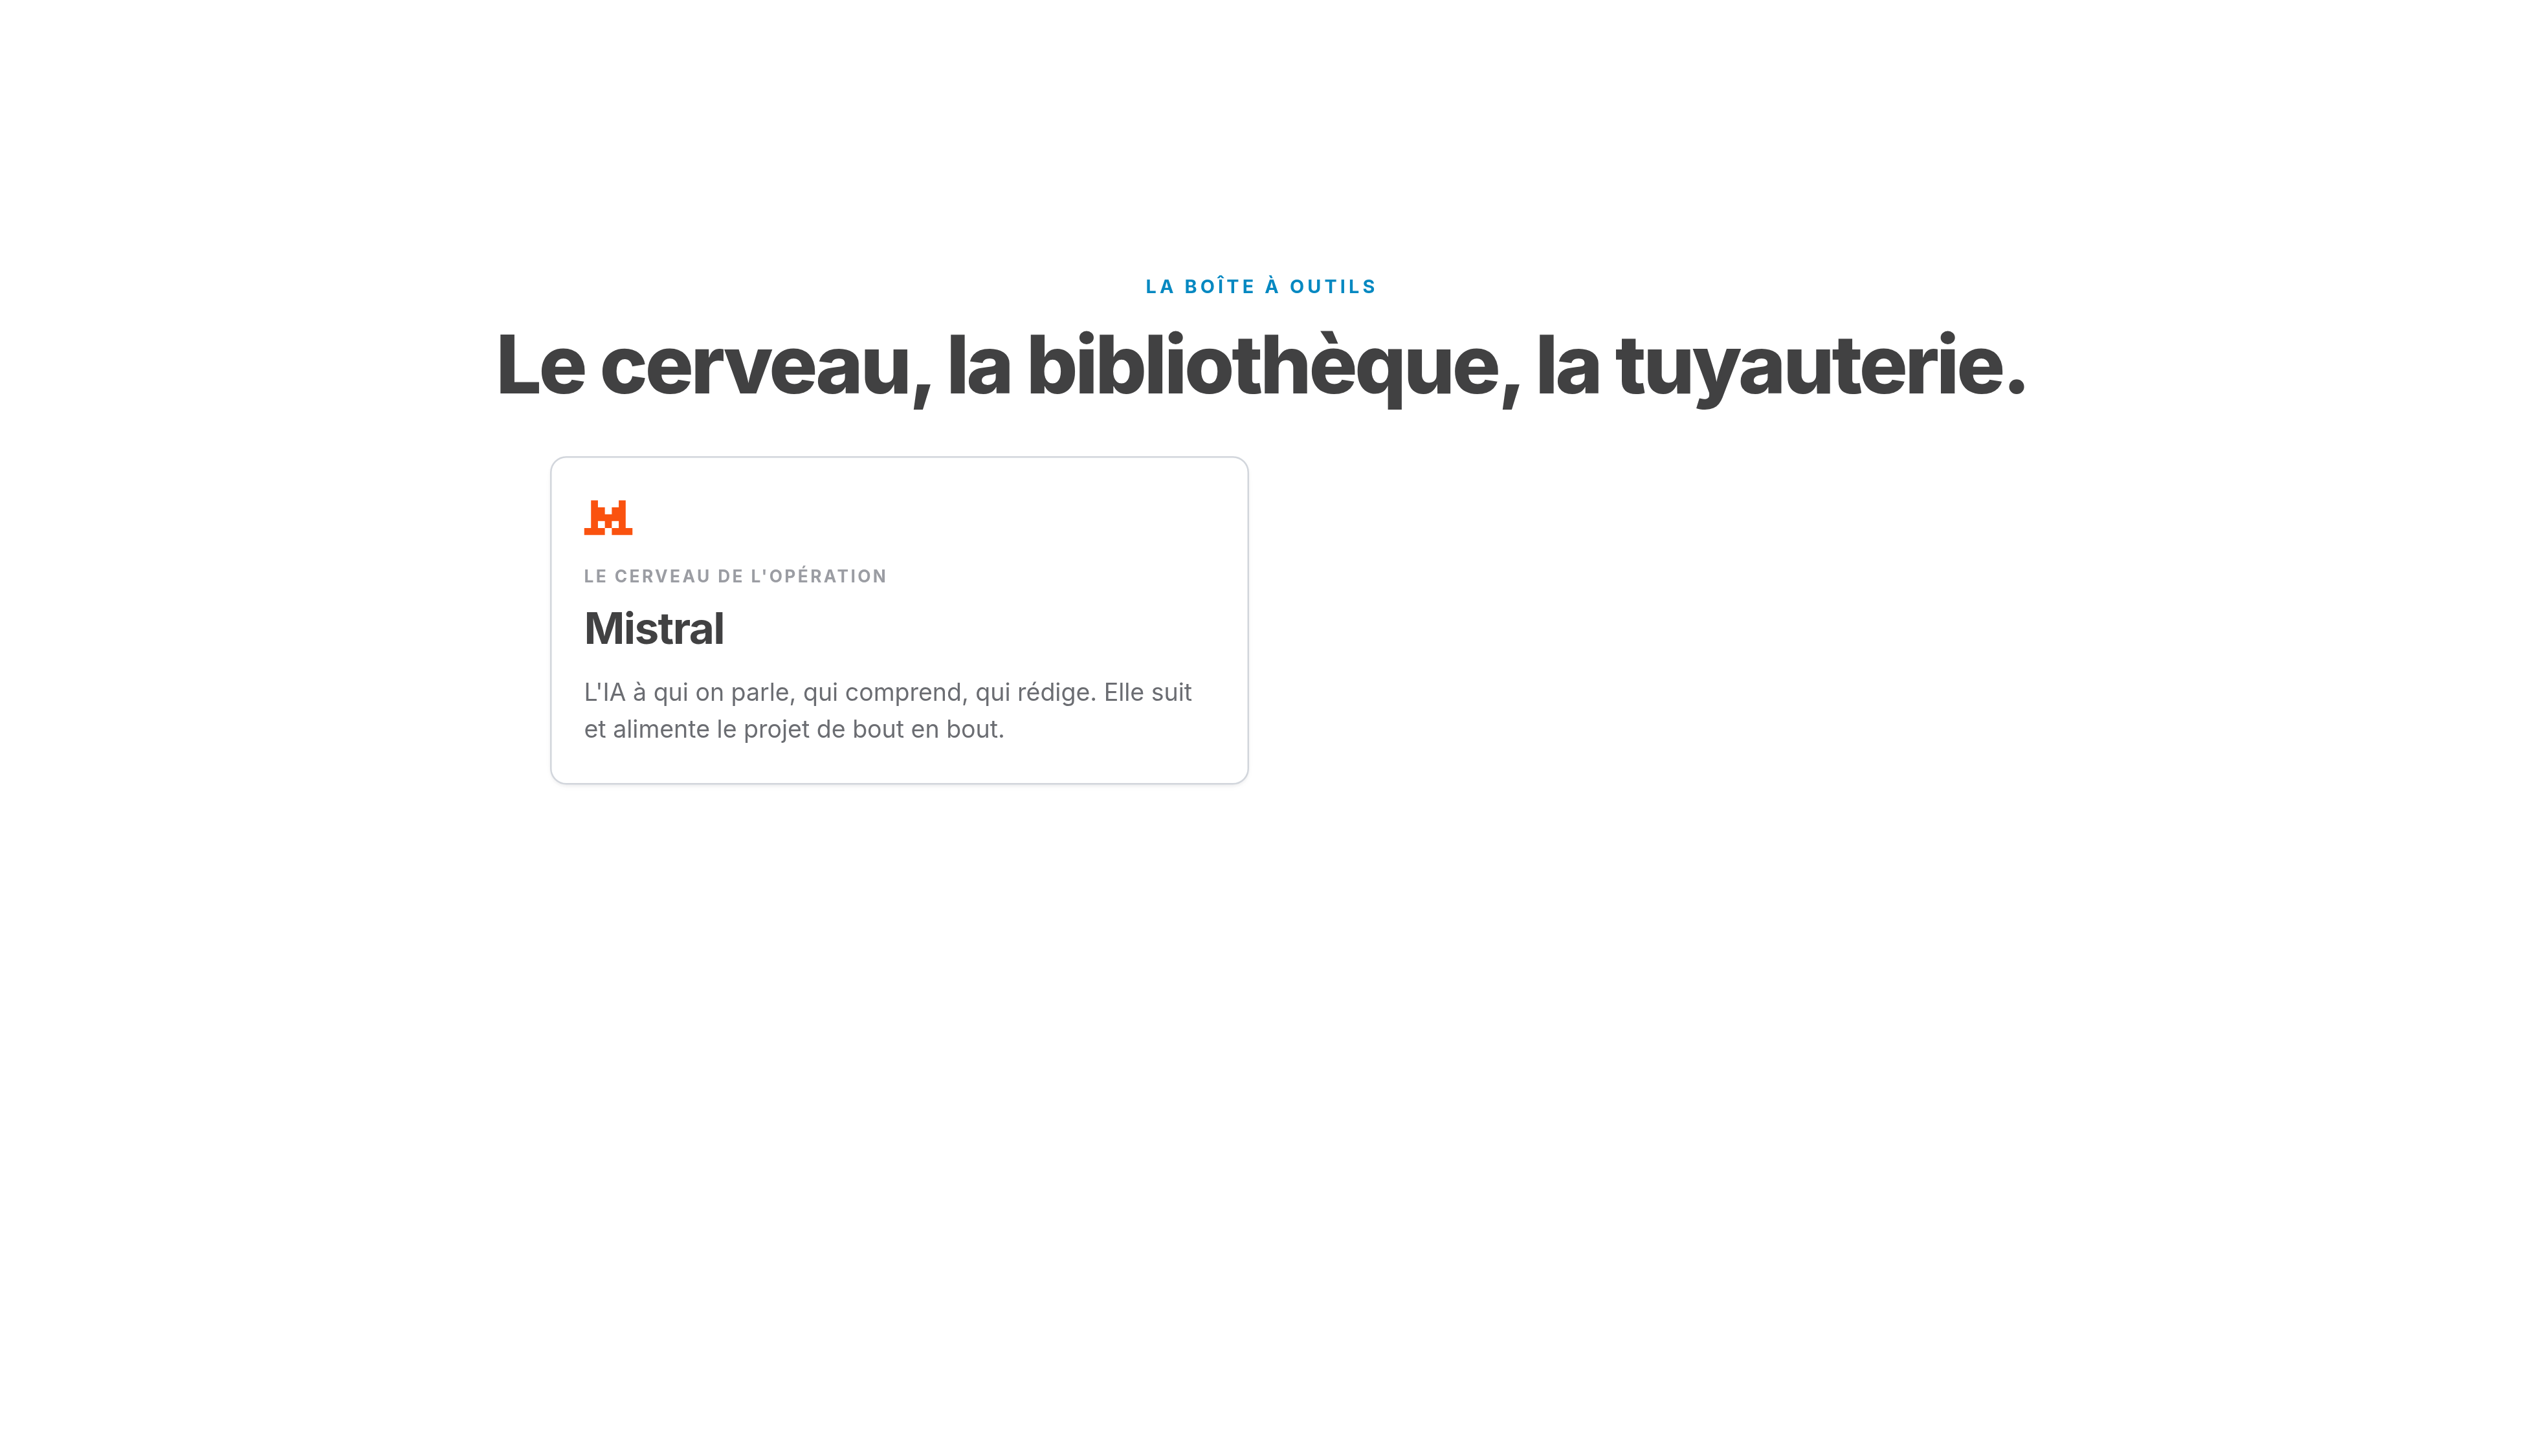 LA BOÎTE À OUTILS
Le cerveau, la bibliothèque, la tuyauterie.
LE CERVEAU DE L'OPÉRATION
Mistral
L'IA à qui on parle, qui comprend, qui rédige. Elle suit
et alimente le projet de bout en bout.